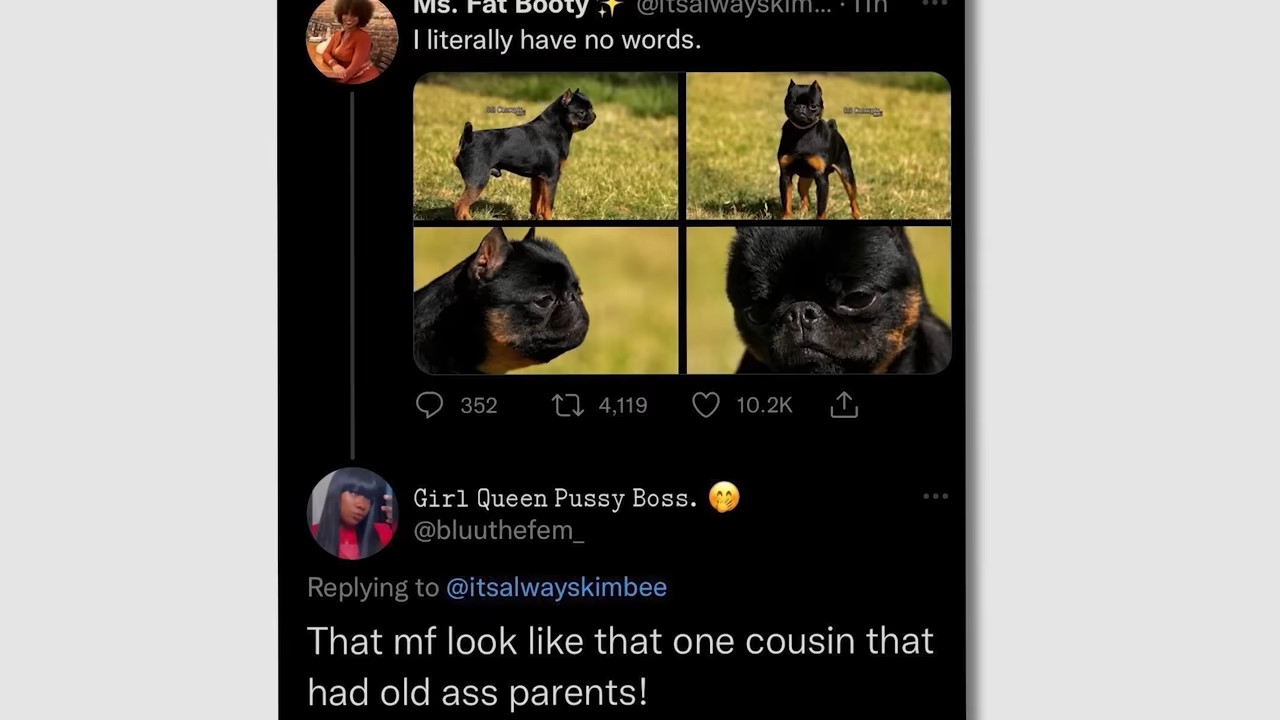 Ms. Fat Booty ✨ @itsalwayskim... · 11h
I literally have no words.
352 4,119 10.2K
Girl Queen Pussy Boss. 🤭
@bluuthefem_
Replying to @itsalwayskimbee
That mf look like that one cousin that
had old ass parents!